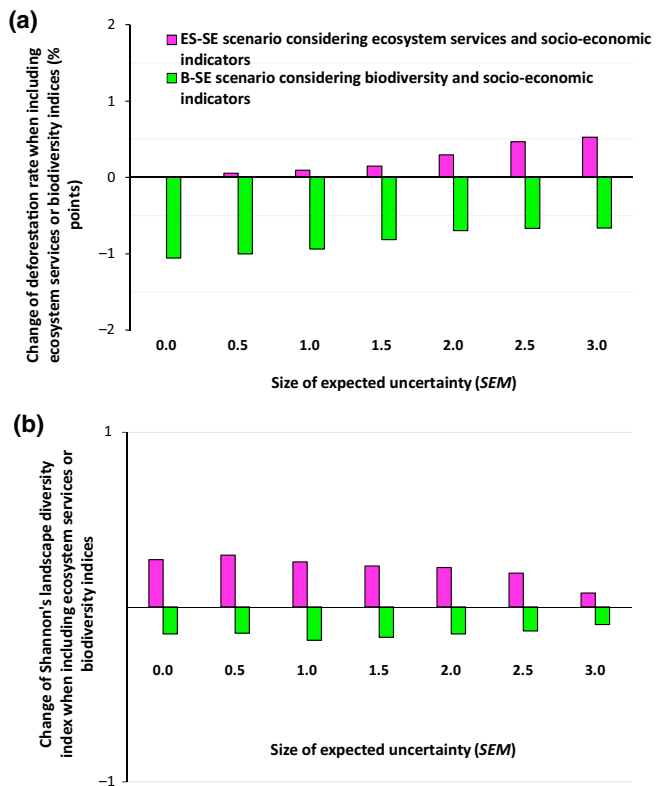 (a)
Change of deforestation rate when including
ecosystem services or biodiversity indices (%
points)
2
1
0
–1
–2
ES-SE scenario considering ecosystem services and socio-economic
indicators
B-SE scenario considering biodiversity and socio-economic
indicators
0.0 0.5 1.0 1.5 2.0 2.5 3.0
Size of expected uncertainty (SEM)
(b)
Change of Shannon's landscape diversity
index when including ecosystem services or
biodiversity indices
1
–1
0.0 0.5 1.0 1.5 2.0 2.5 3.0
Size of expected uncertainty (SEM)